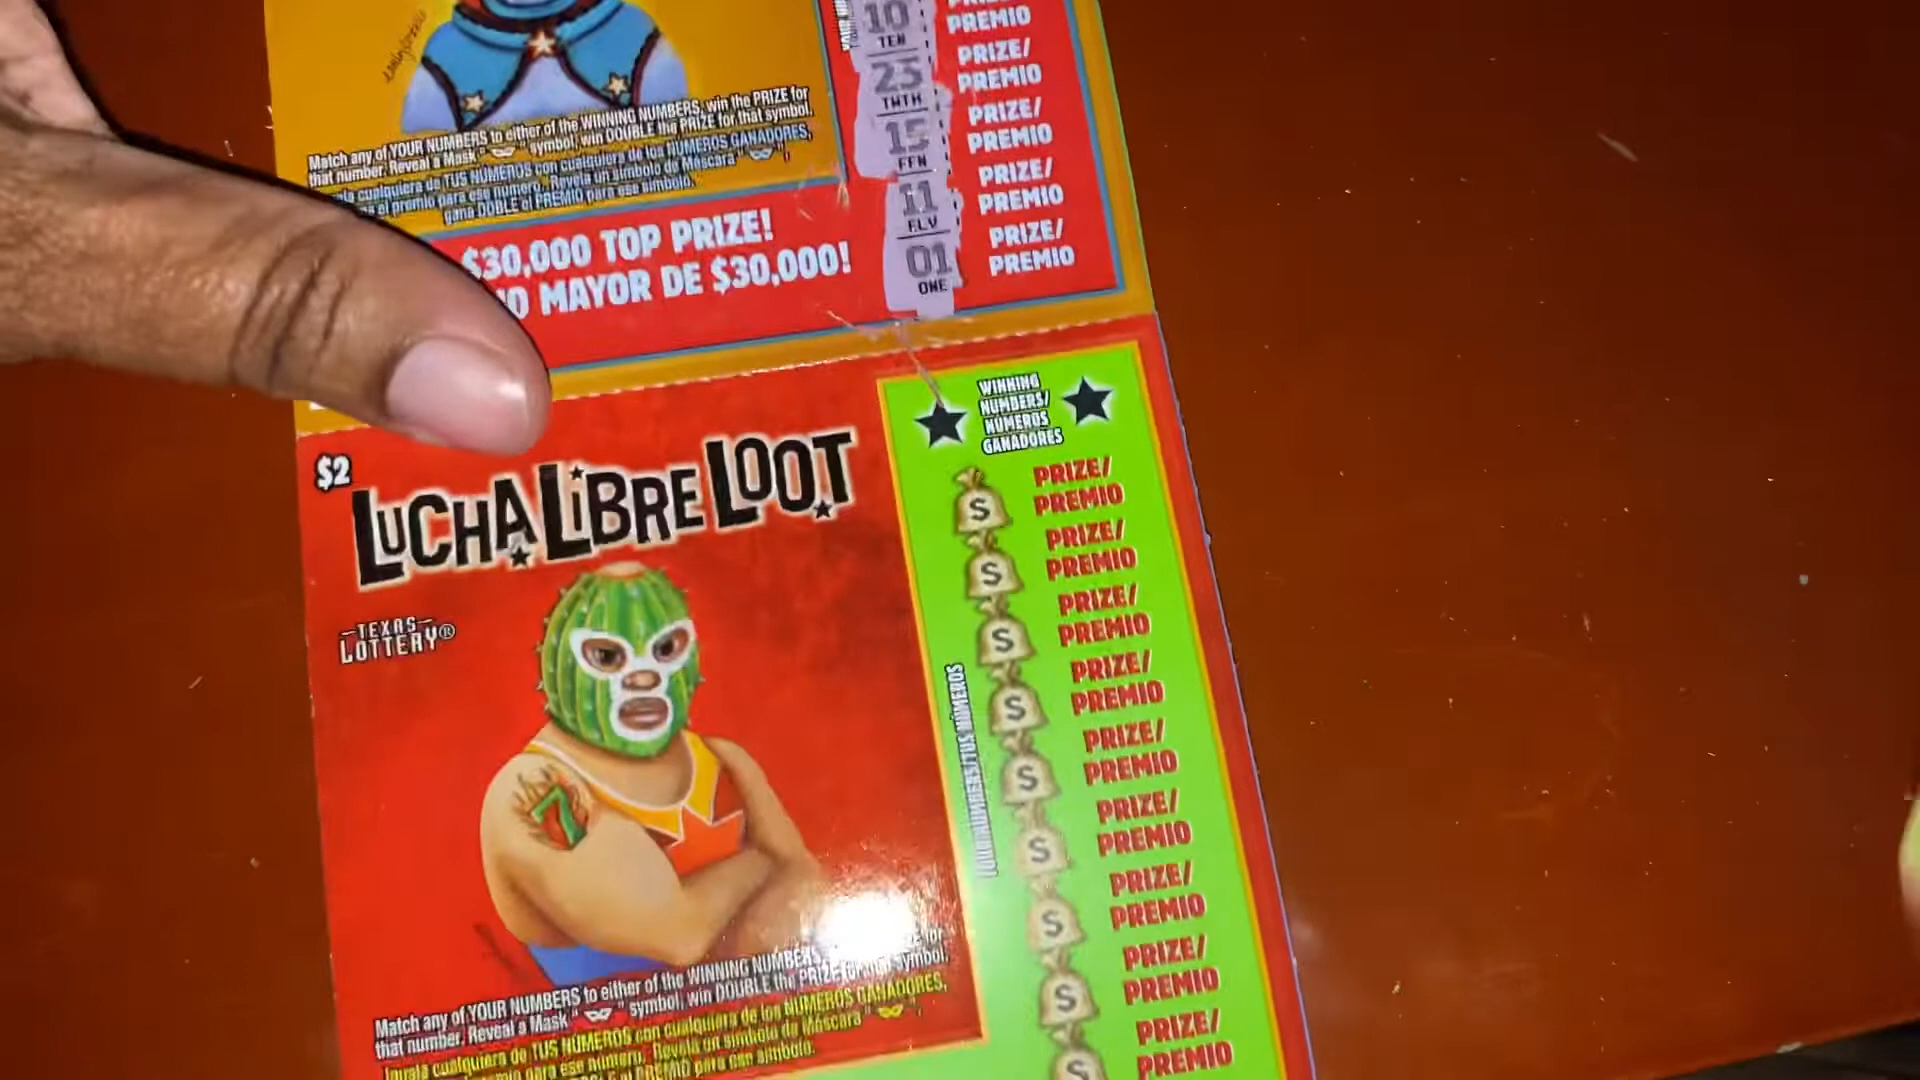 10
TEN
PREMIO
23
TWTH
PRIZE/
PREMIO
15
FFN
PRIZE/
PREMIO
11
ELV
PRIZE/
PREMIO
01
ONE
PRIZE/
PREMIO
Match any of YOUR NUMBERS to either of the WINNING NUMBERS, win the PRIZE for
that number. Reveal a Mask " " symbol, win DOUBLE the PRIZE for that symbol.
cualquiera de TUS NÚMEROS con cualquiera de los NÚMEROS GANADORES,
el premio para ese número. Revela un símbolo de Máscara " ",
gana DOBLE el PREMIO para ese símbolo.
$30,000 TOP PRIZE!
MAYOR DE $30,000!
$2
LUCHA LIBRE LOOT
TEXAS
LOTTERY®
7
WINNING
NUMBERS/
NÚMEROS
GANADORES
YOUR NUMBERS/TUS NÚMEROS
$ PRIZE/
PREMIO
$ PRIZE/
PREMIO
$ PRIZE/
PREMIO
$ PRIZE/
PREMIO
$ PRIZE/
PREMIO
$ PRIZE/
PREMIO
$ PRIZE/
PREMIO
$ PRIZE/
PREMIO
$ PRIZE/
PREMIO
Match any of YOUR NUMBERS to either of the WINNING NUMBERS, for
that number. Reveal a Mask " " symbol, win DOUBLE the PRIZE for symbol.
Iguala cualquiera de TUS NÚMEROS con cualquiera de los NÚMEROS GANADORES,
premio para ese número. Revela un símbolo de Máscara " ",
el PREMIO para ese símbolo.